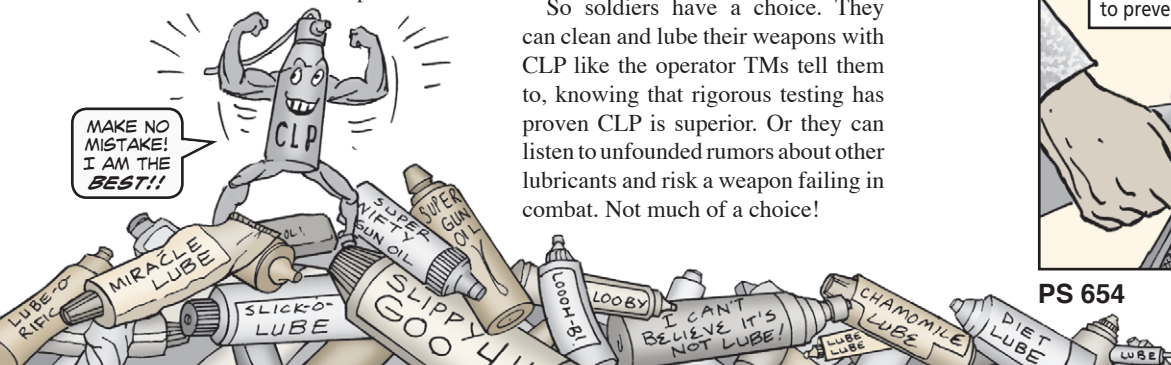 So soldiers have a choice. They
can clean and lube their weapons with
CLP like the operator TMs tell them
to, knowing that rigorous testing has
proven CLP is superior. Or they can
listen to unfounded rumors about other
lubricants and risk a weapon failing in
combat. Not much of a choice!
to preve
PS 654
MAKE NO
MISTAKE!
I AM THE
BEST!!
CLP
LUBE-O-
RIFIC
MIRACLE
LUBE
OL!
SLICK-O-
LUBE
SUPER
NIFTY
GUN OIL
SUPER
GUN
OIL
SLIPPY
GOO
LOOBY
I CAN'T
BELIEVE IT'S
NOT LUBE!
LUBE
LUBE
CHAMOMILE
LUBE
DIET
LUBE
LUBE